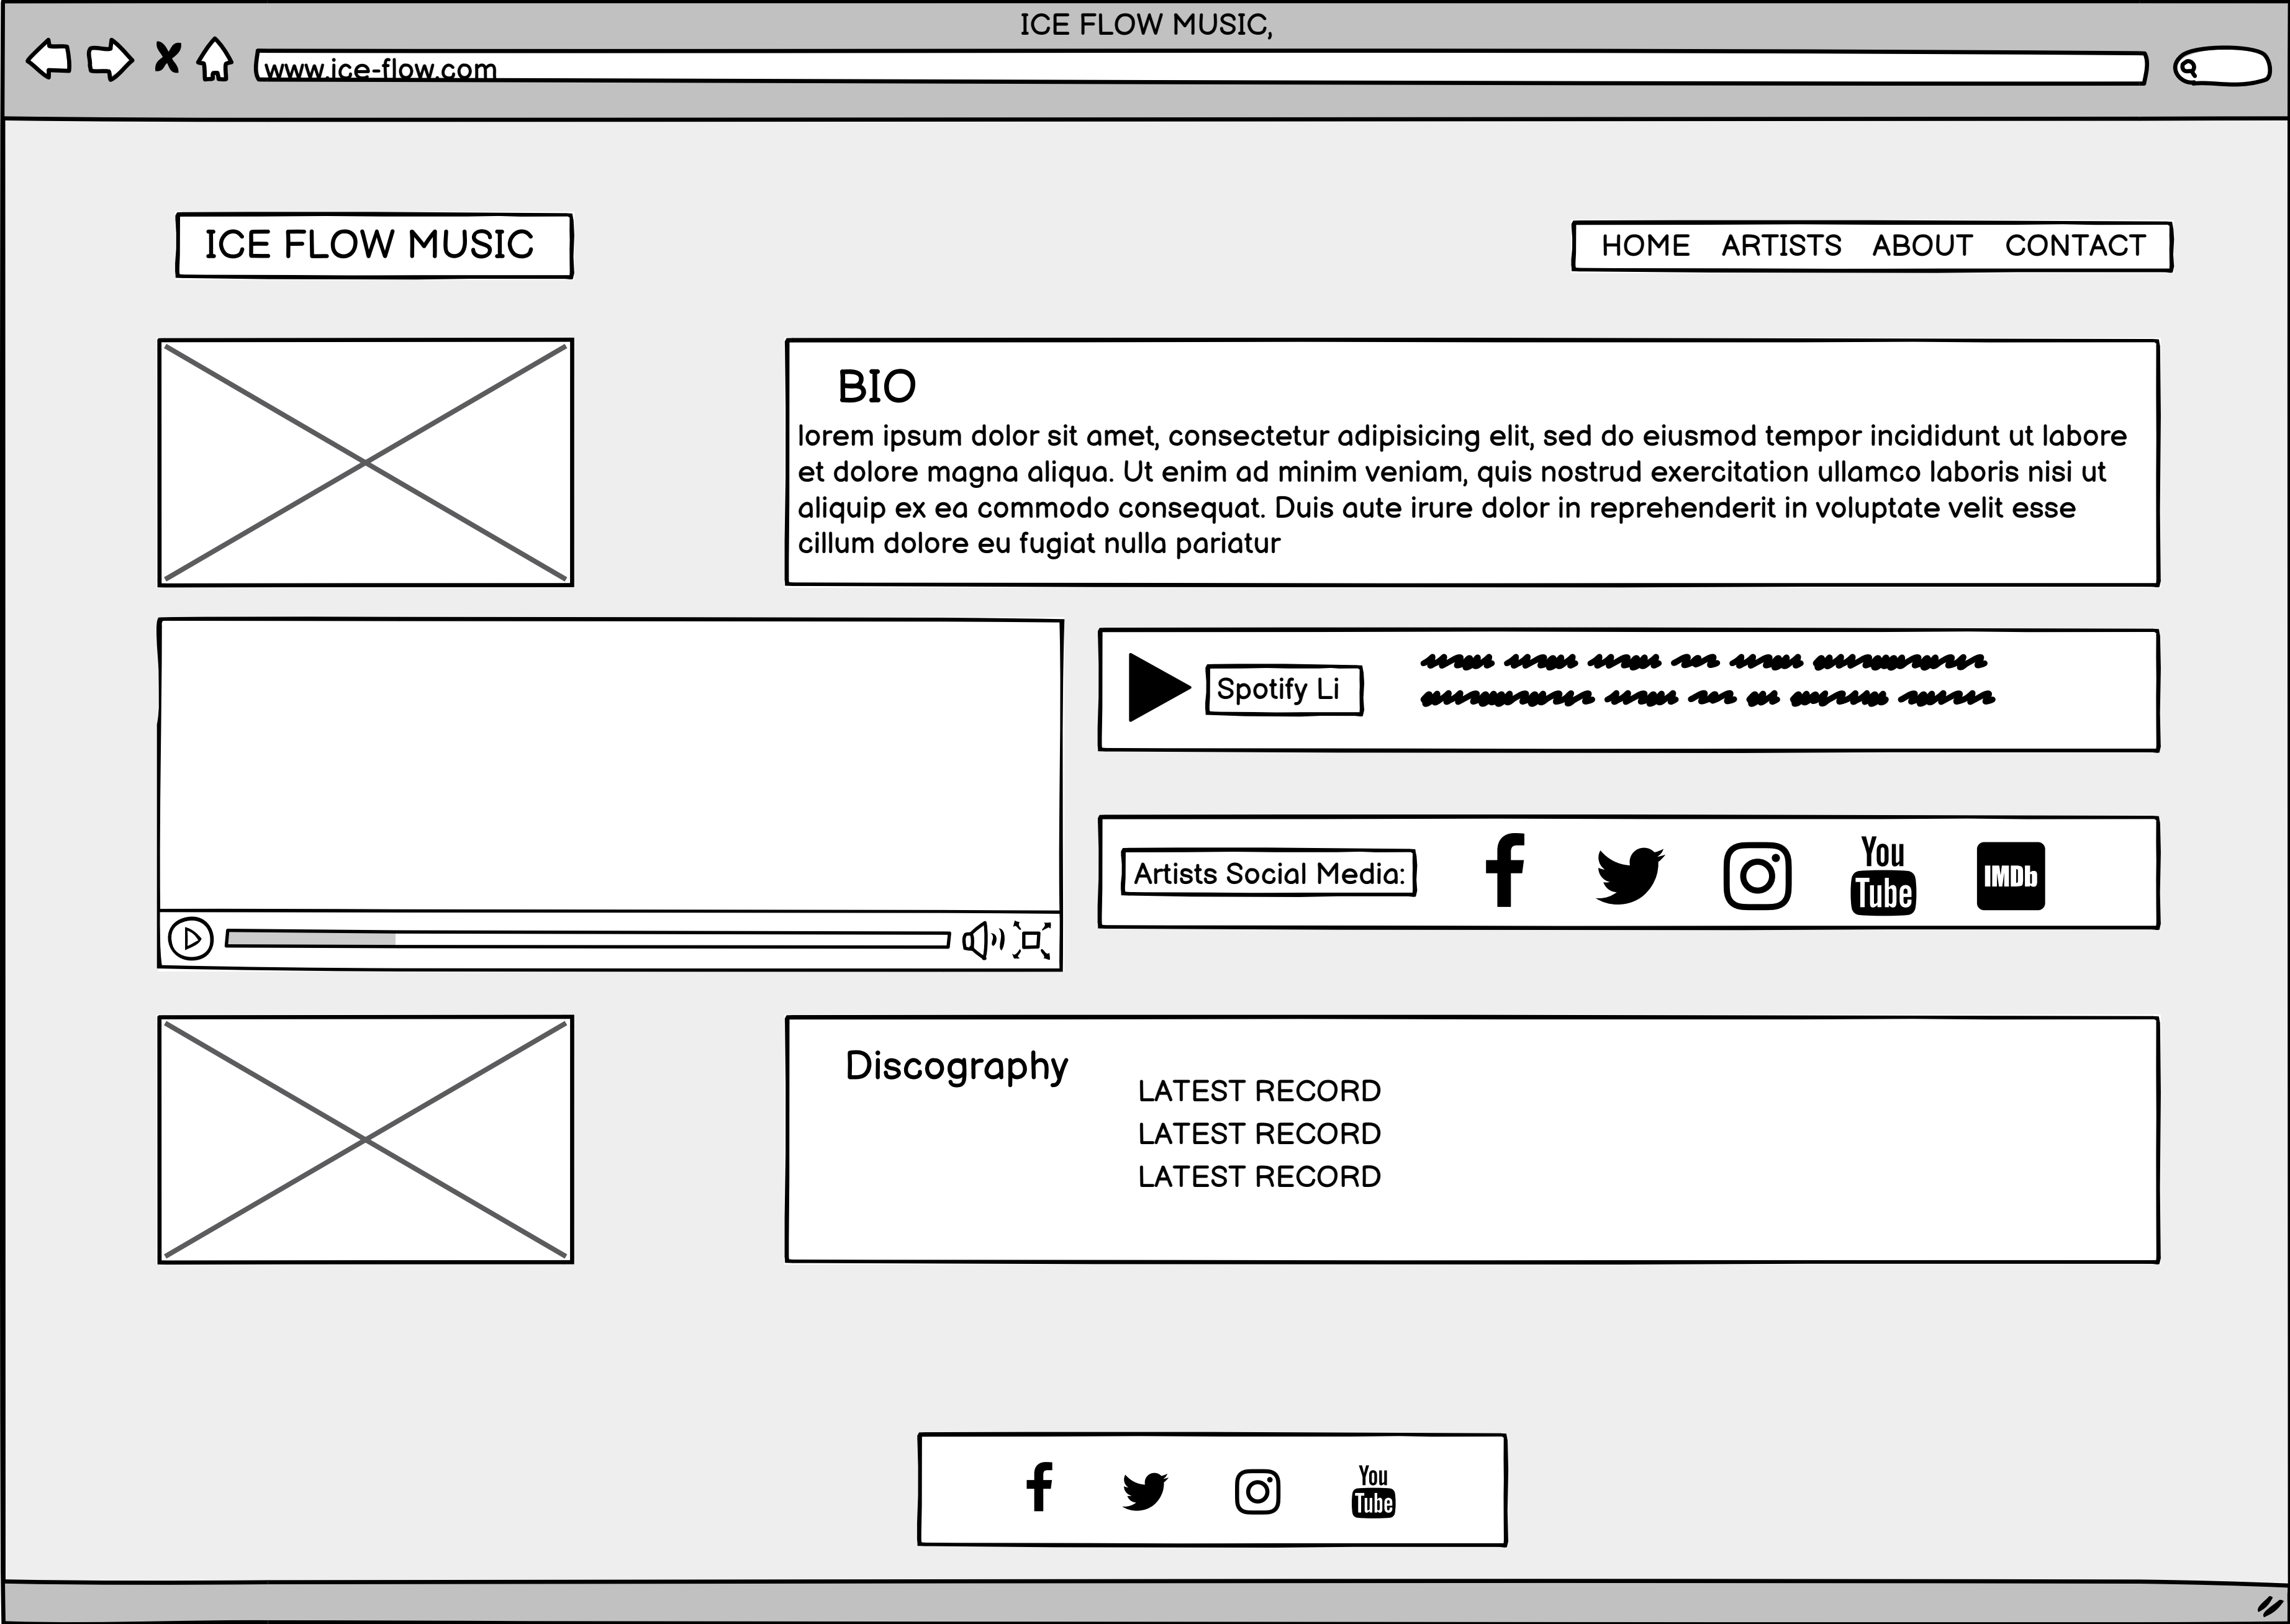 ICE FLOW MUSIC,
www.ice-flow.com
ICE FLOW MUSIC
HOME ARTISTS ABOUT CONTACT
BIO
lorem ipsum dolor sit amet, consectetur adipisicing elit, sed do eiusmod tempor incididunt ut labore
et dolore magna aliqua. Ut enim ad minim veniam, quis nostrud exercitation ullamco laboris nisi ut
aliquip ex ea commodo consequat. Duis aute irure dolor in reprehenderit in voluptate velit esse
cillum dolore eu fugiat nulla pariatur
Spotify Li
Artists Social Media:
You
Tube
IMDb
Discography
LATEST RECORD
LATEST RECORD
LATEST RECORD
You
Tube